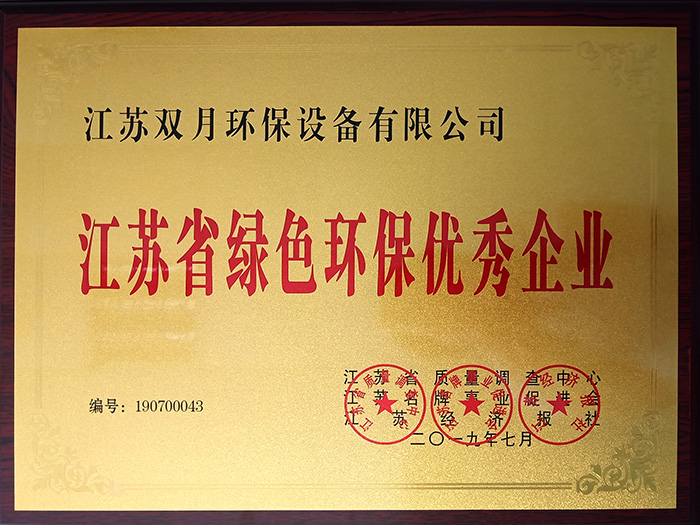 江苏双月环保设备有限公司
江苏省绿色环保优秀企业
江苏省质量调查中心
江苏名牌事业促进会
江苏经济报社
编号：190700043
二〇一九年七月